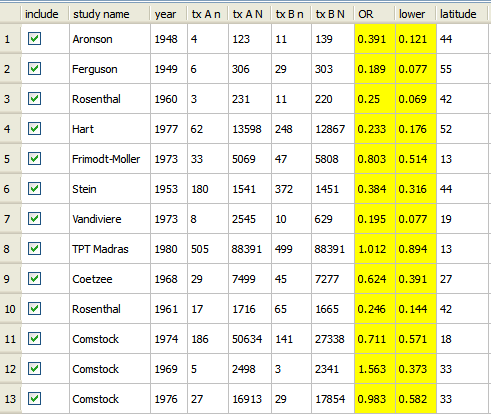 include study name year tx A n tx A N tx B n tx B N OR lower latitude
1 Aronson 1948 4 123 11 139 0.391 0.121 44
2 Ferguson 1949 6 306 29 303 0.189 0.077 55
3 Rosenthal 1960 3 231 11 220 0.25 0.069 42
4 Hart 1977 62 13598 248 12867 0.233 0.176 52
5 Frimodt-Moller 1973 33 5069 47 5808 0.803 0.514 13
6 Stein 1953 180 1541 372 1451 0.384 0.316 44
7 Vandiviere 1973 8 2545 10 629 0.195 0.077 19
8 TPT Madras 1980 505 88391 499 88391 1.012 0.894 13
9 Coetzee 1968 29 7499 45 7277 0.624 0.391 27
10 Rosenthal 1961 17 1716 65 1665 0.246 0.144 42
11 Comstock 1974 186 50634 141 27338 0.711 0.571 18
12 Comstock 1969 5 2498 3 2341 1.563 0.373 33
13 Comstock 1976 27 16913 29 17854 0.983 0.582 33